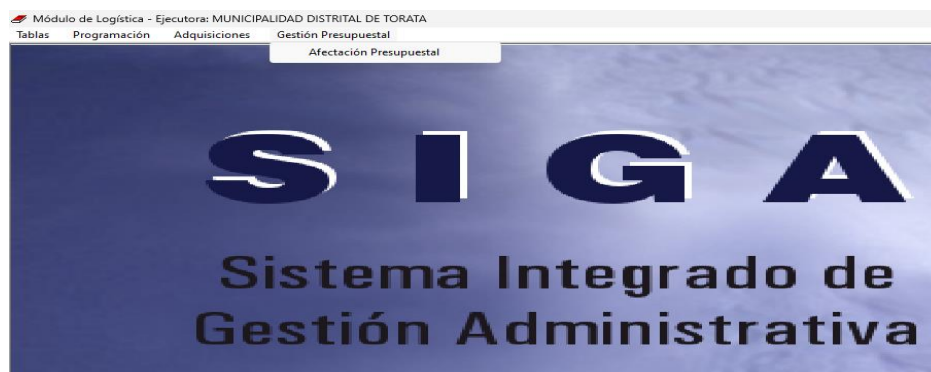 Módulo de Logística - Ejecutora: MUNICIPALIDAD DISTRITAL DE TORATA
Tablas Programación Adquisiciones Gestión Presupuestal
Afectación Presupuestal
SIGA
Sistema Integrado de
Gestión Administrativa